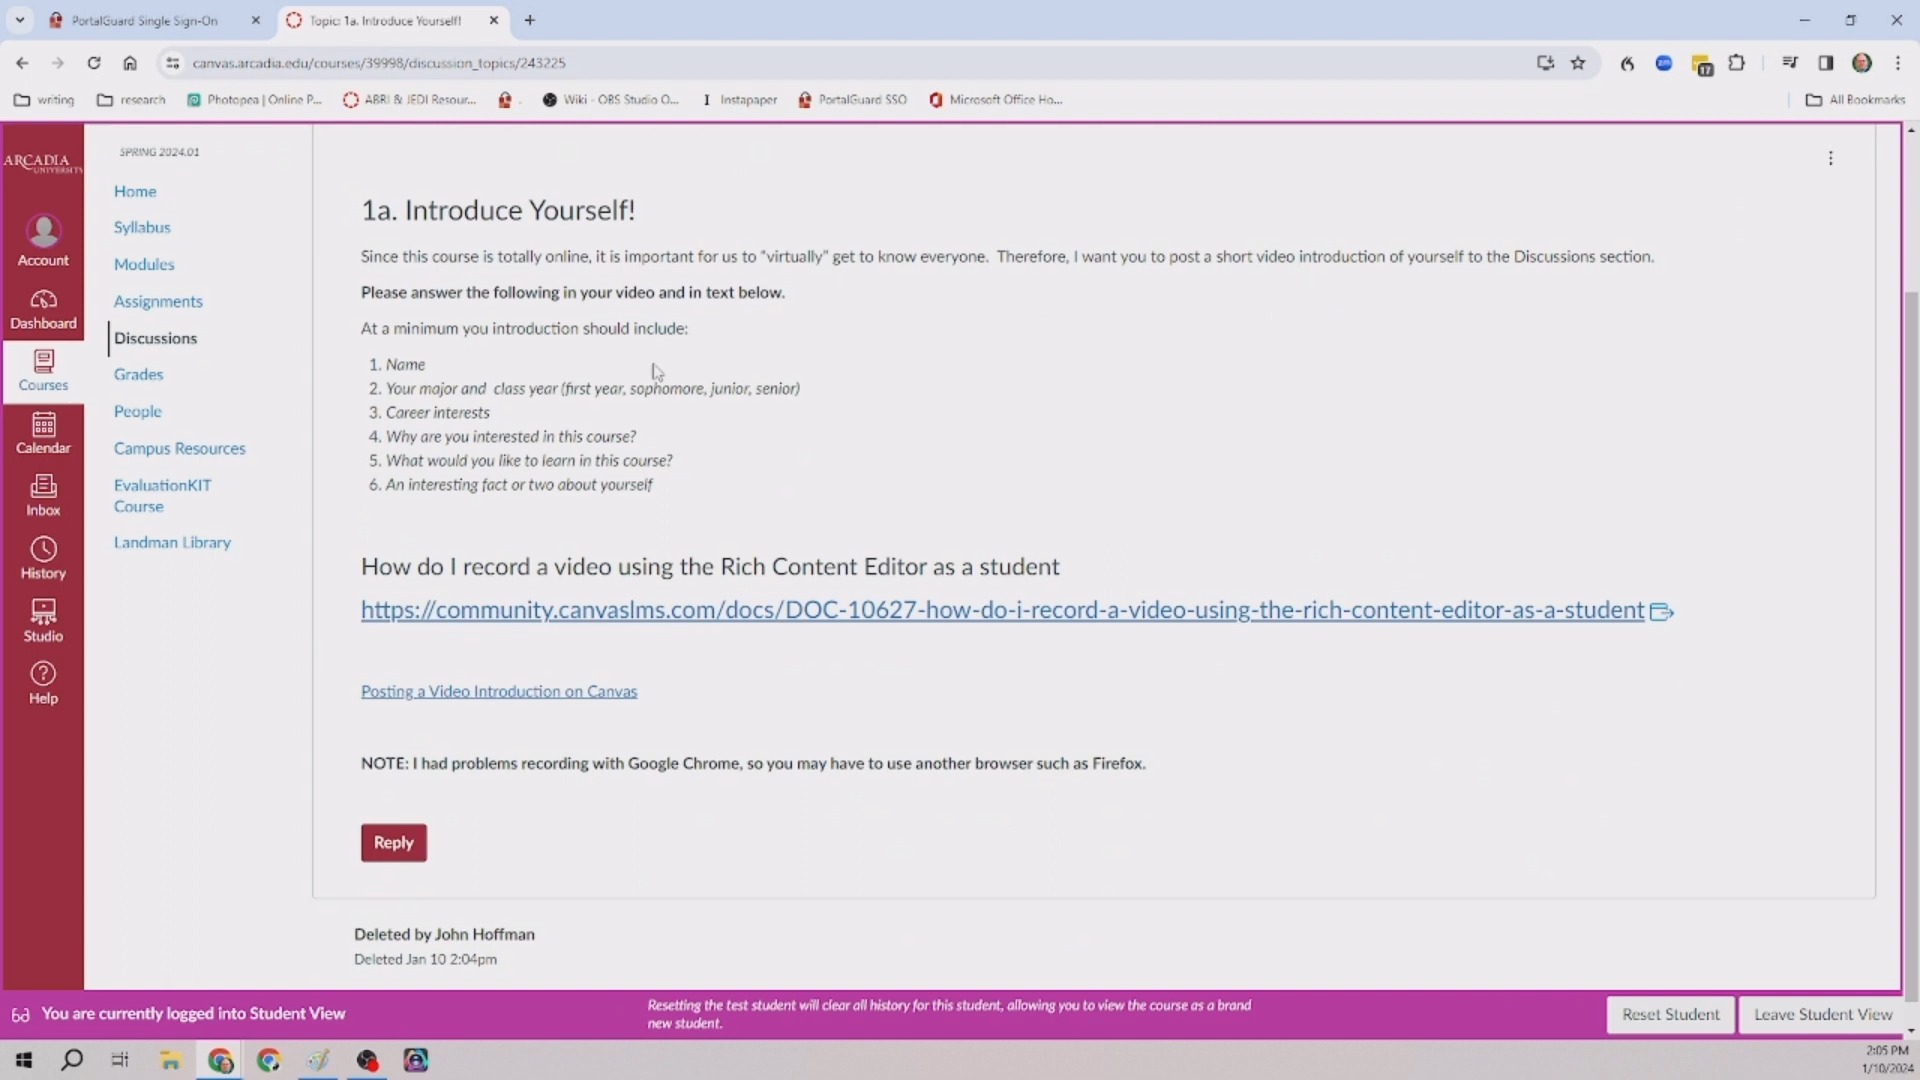 PortalGuard Single Sign-On
Topic: 1a. Introduce Yourself!
canvas.arcadia.edu/courses/39998/discussion_topics/243225
17
writing
research
Photopea | Online P...
ABRI & JEDI Resour...
.
Wiki - OBS Studio O...
I Instapaper
PortalGuard SSO
Microsoft Office Ho...
All Bookmarks
ARCADIA
UNIVERSITY
Account
Dashboard
Courses
Calendar
Inbox
History
Studio
Help
SPRING 2024.01
Home
Syllabus
Modules
Assignments
Discussions
Grades
People
Campus Resources
EvaluationKIT
Course
Landman Library
1a. Introduce Yourself!
Since this course is totally online, it is important for us to "virtually" get to know everyone.  Therefore, I want you to post a short video introduction of yourself to the Discussions section.
Please answer the following in your video and in text below.
At a minimum you introduction should include:
1. Name
2. Your major and  class year (first year, sophomore, junior, senior)
3. Career interests
4. Why are you interested in this course?
5. What would you like to learn in this course?
6. An interesting fact or two about yourself
How do I record a video using the Rich Content Editor as a student
https://community.canvaslms.com/docs/DOC-10627-how-do-i-record-a-video-using-the-rich-content-editor-as-a-student
Posting a Video Introduction on Canvas
NOTE: I had problems recording with Google Chrome, so you may have to use another browser such as Firefox.
Reply
Deleted by John Hoffman
Deleted Jan 10 2:04pm
You are currently logged into Student View
Resetting the test student will clear all history for this student, allowing you to view the course as a brand
new student.
Reset Student
Leave Student View
2:05 PM
1/10/2024